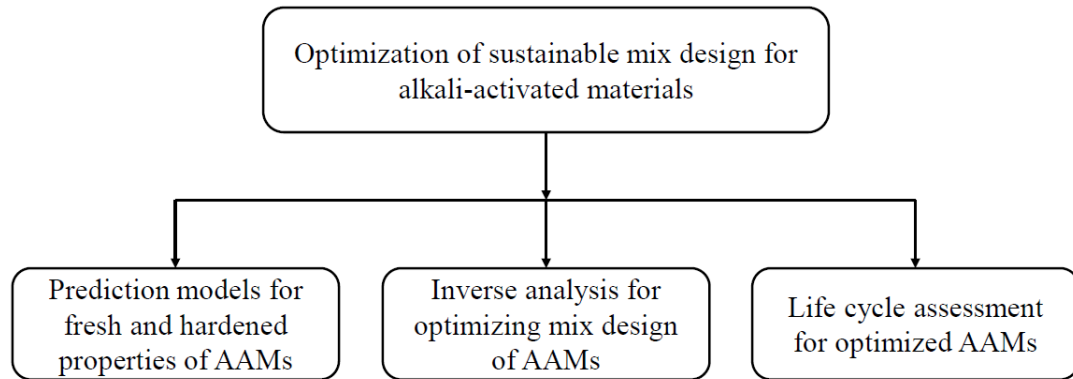 Optimization of sustainable mix design for
alkali-activated materials
Prediction models for
fresh and hardened
properties of AAMs
Inverse analysis for
optimizing mix design
of AAMs
Life cycle assessment
for optimized AAMs